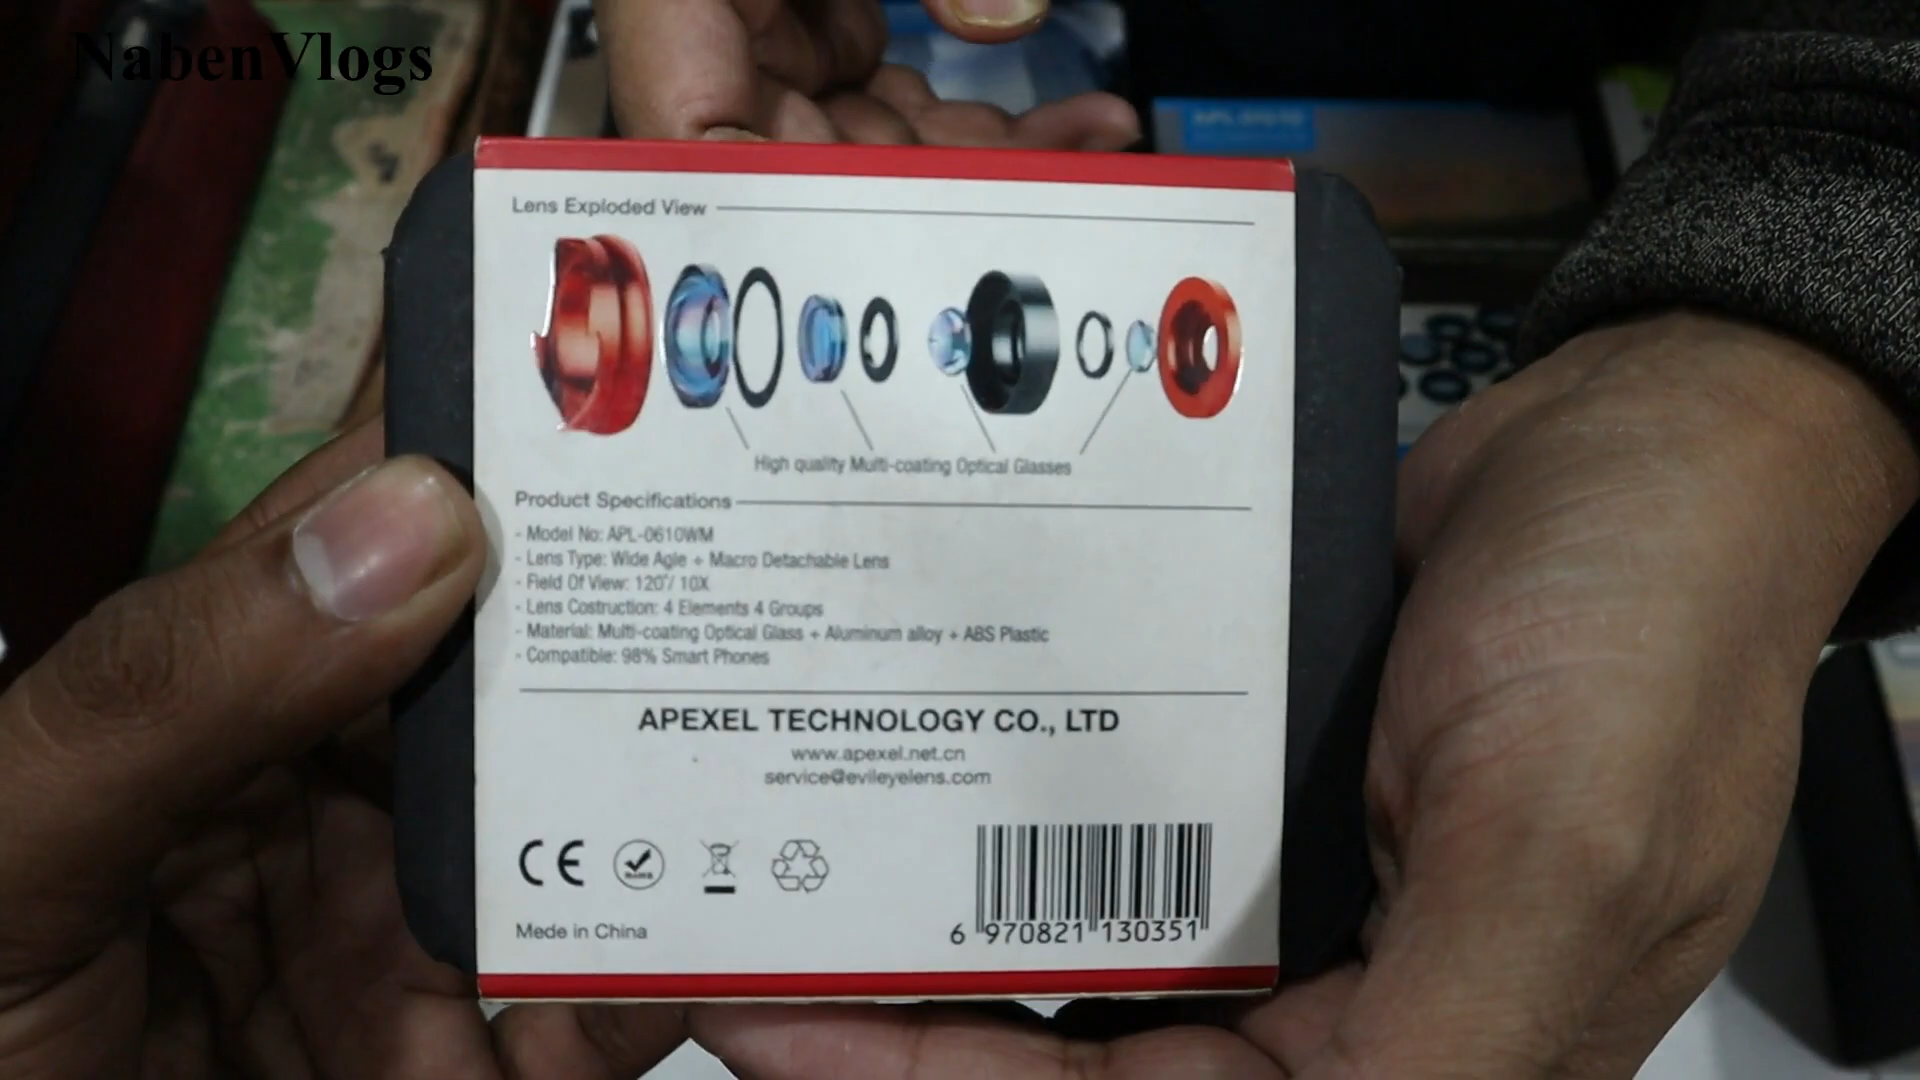 NabenVlogs
Lens Exploded View
High quality Multi-coating Optical Glasses
Product Specifications
- Model No: APL-0610WM
- Lens Type: Wide Agle + Macro Detachable Lens
- Field Of View: 120°/ 10X
- Lens Costruction: 4 Elements 4 Groups
- Material: Multi-coating Optical Glass + Aluminum alloy + ABS Plastic
- Compatible: 98% Smart Phones
APEXEL TECHNOLOGY CO., LTD
www.apexel.net.cn
service@evileyelens.com
CE
Made in China
6 970821 130351